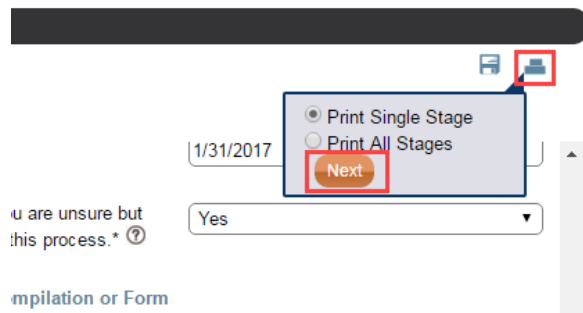 Print Single Stage
1/31/2017
Print All Stages
Next
u are unsure but
Yes
this process.* ?
mpilation or Form